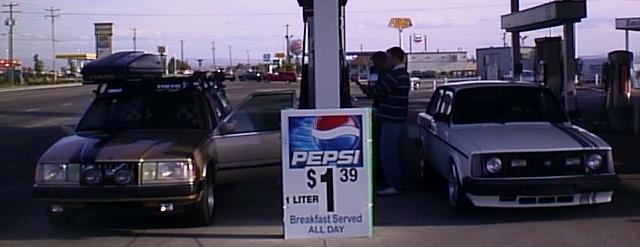 PEPSI
$1 39
1 LITER
Breakfast Served
ALL DAY